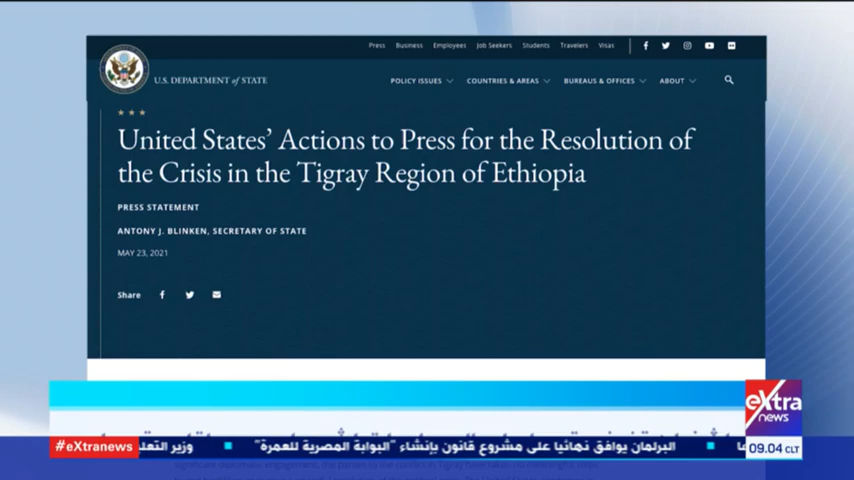 Press Business Employees Job Seekers Students Travelers Visas
U.S. DEPARTMENT of STATE
POLICY ISSUES COUNTRIES & AREAS BUREAUS & OFFICES ABOUT
United States' Actions to Press for the Resolution of
the Crisis in the Tigray Region of Ethiopia
PRESS STATEMENT
ANTONY J. BLINKEN, SECRETARY OF STATE
MAY 23, 2021
Share
eXtra
news
#eXtranews
البرلمان يوافق نهائيا على مشروع قانون بإنشاء "البوابة المصرية للعمرة"
وزير
09.04 CLT